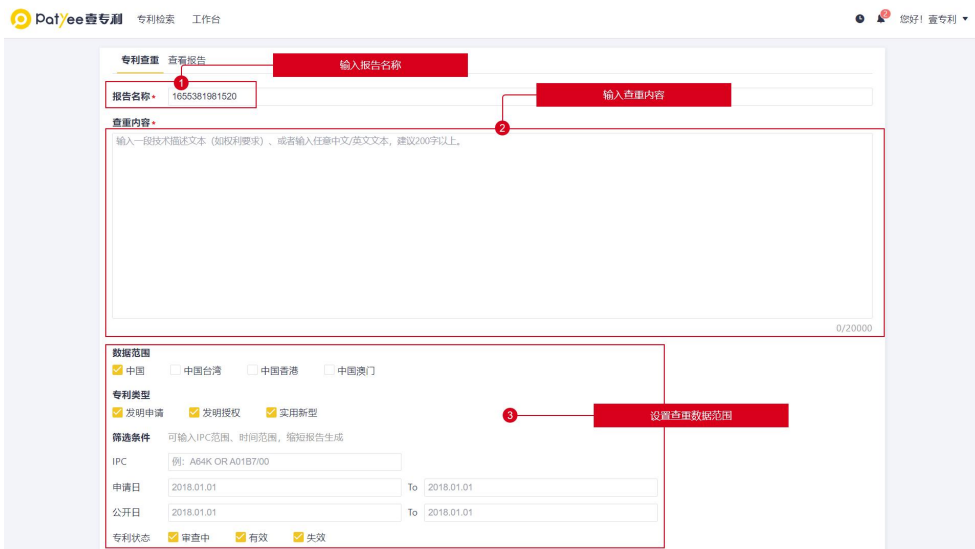 Patyee壹专利 专利检索 工作台 2 您好！壹专利
专利查重 查看报告
输入报告名称
1
报告名称* 1655381981520
输入查重内容
查重内容*
2
输入一段技术描述文本（如权利要求）、或者输入任意中文/英文文本，建议200字以上。
0/20000
数据范围
中国 中国台湾 中国香港 中国澳门
专利类型
发明申请 发明授权 实用新型
3 设置查重数据范围
筛选条件 可输入IPC范围、时间范围，缩短报告生成
IPC 例：A64K OR A01B7/00
申请日 2018.01.01 To 2018.01.01
公开日 2018.01.01 To 2018.01.01
专利状态 审查中 有效 失效